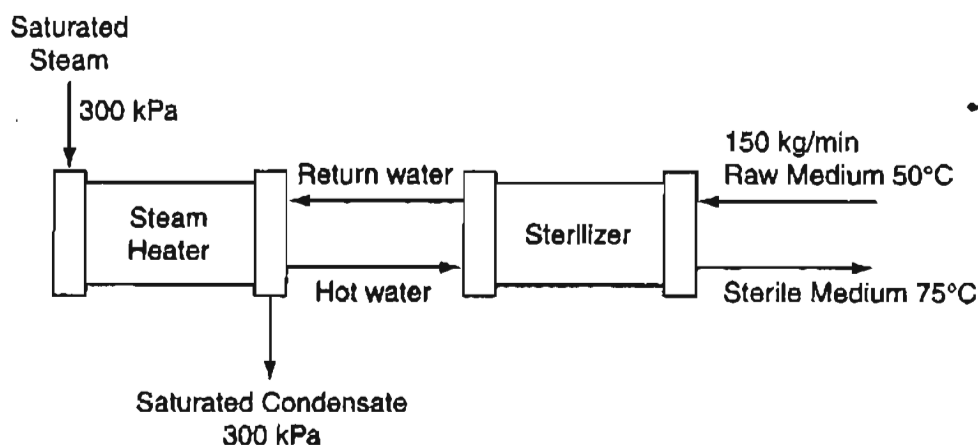 Saturated
Steam
300 kPa
150 kg/min
Raw Medium 50°C
Return water
Steam
Heater
Sterilizer
Hot water
Sterile Medium 75°C
Saturated Condensate
300 kPa